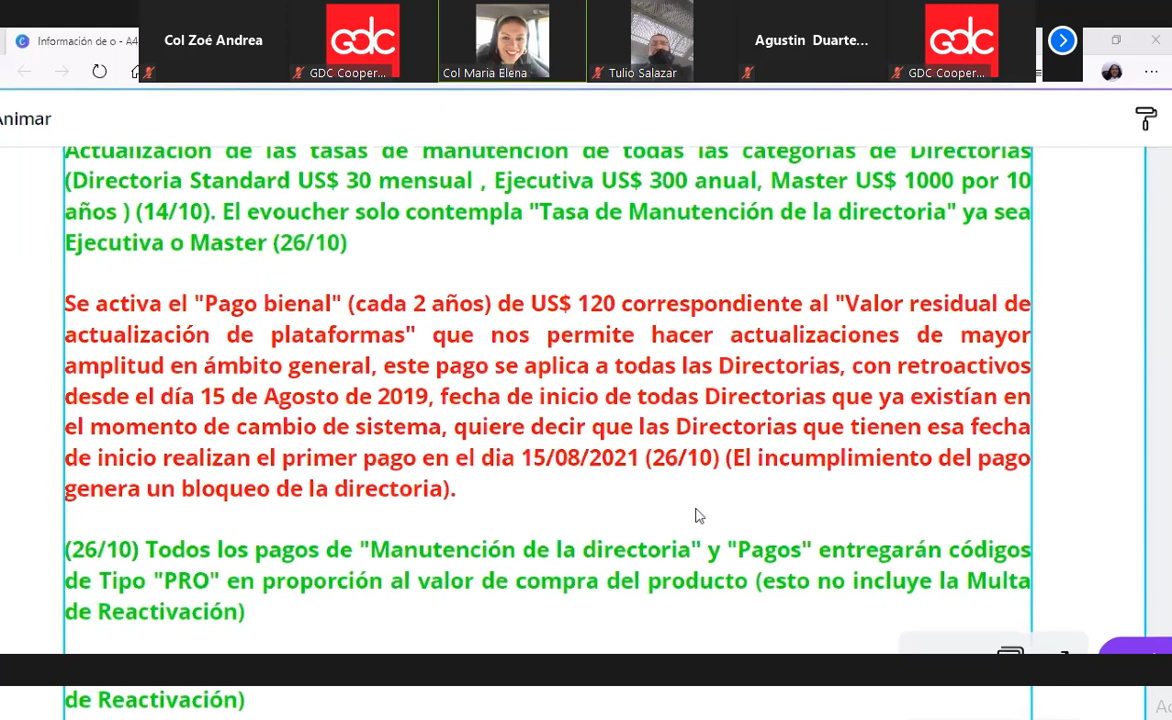 Información de o - A4
Col Zoé Andrea
gdc
GDC Cooper...
Col Maria Elena
Tulio Salazar
Agustin Duarte...
gdc
GDC Cooper...
Animar
Actualización de las tasas de manutención de todas las categorías de Directorias
(Directoria Standard US$ 30 mensual , Ejecutiva US$ 300 anual, Master US$ 1000 por 10
años ) (14/10). El evoucher solo contempla "Tasa de Manutención de la directoria" ya sea
Ejecutiva o Master (26/10)
Se activa el "Pago bienal" (cada 2 años) de US$ 120 correspondiente al "Valor residual de
actualización de plataformas" que nos permite hacer actualizaciones de mayor
amplitud en ámbito general, este pago se aplica a todas las Directorias, con retroactivos
desde el día 15 de Agosto de 2019, fecha de inicio de todas Directorias que ya existían en
el momento de cambio de sistema, quiere decir que las Directorias que tienen esa fecha
de inicio realizan el primer pago en el dia 15/08/2021 (26/10) (El incumplimiento del pago
genera un bloqueo de la directoria).
(26/10) Todos los pagos de "Manutención de la directoria" y "Pagos" entregarán códigos
de Tipo "PRO" en proporción al valor de compra del producto (esto no incluye la Multa
de Reactivación)
de Reactivación)